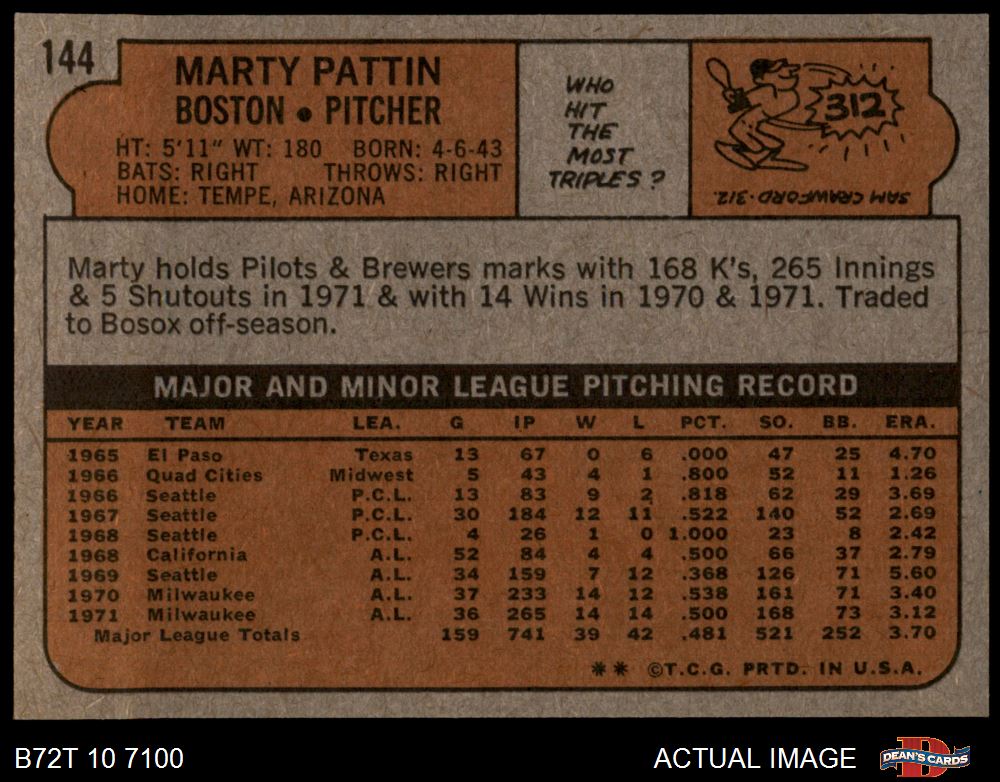 144
MARTY PATTIN
BOSTON • PITCHER
HT: 5'11" WT: 180 BORN: 4-6-43
BATS: RIGHT THROWS: RIGHT
HOME: TEMPE, ARIZONA
WHO
HIT
THE
MOST
TRIPLES?
312
SAM CRAWFORD-312.
Marty holds Pilots & Brewers marks with 168 K's, 265 Innings
& 5 Shutouts in 1971 & with 14 Wins in 1970 & 1971. Traded
to Bosox off-season.
MAJOR AND MINOR LEAGUE PITCHING RECORD
YEAR TEAM LEA. G IP W L PCT. SO. BB. ERA.
1965 El Paso Texas 13 67 0 6 .000 47 25 4.70
1966 Quad Cities Midwest 5 43 4 1 .800 52 11 1.26
1966 Seattle P.C.L. 13 83 9 2 .818 62 29 3.69
1967 Seattle P.C.L. 30 184 12 11 .522 140 52 2.69
1968 Seattle P.C.L. 4 26 1 0 1.000 23 8 2.42
1968 California A.L. 52 84 4 4 .500 66 37 2.79
1969 Seattle A.L. 34 159 7 12 .368 126 71 5.60
1970 Milwaukee A.L. 37 233 14 12 .538 161 71 3.40
1971 Milwaukee A.L. 36 265 14 14 .500 168 73 3.12
Major League Totals 159 741 39 42 .481 521 252 3.70
** ©T.C.G. PRTD. IN U.S.A.
B72T 10 7100
ACTUAL IMAGE
DEAN'S CARDS